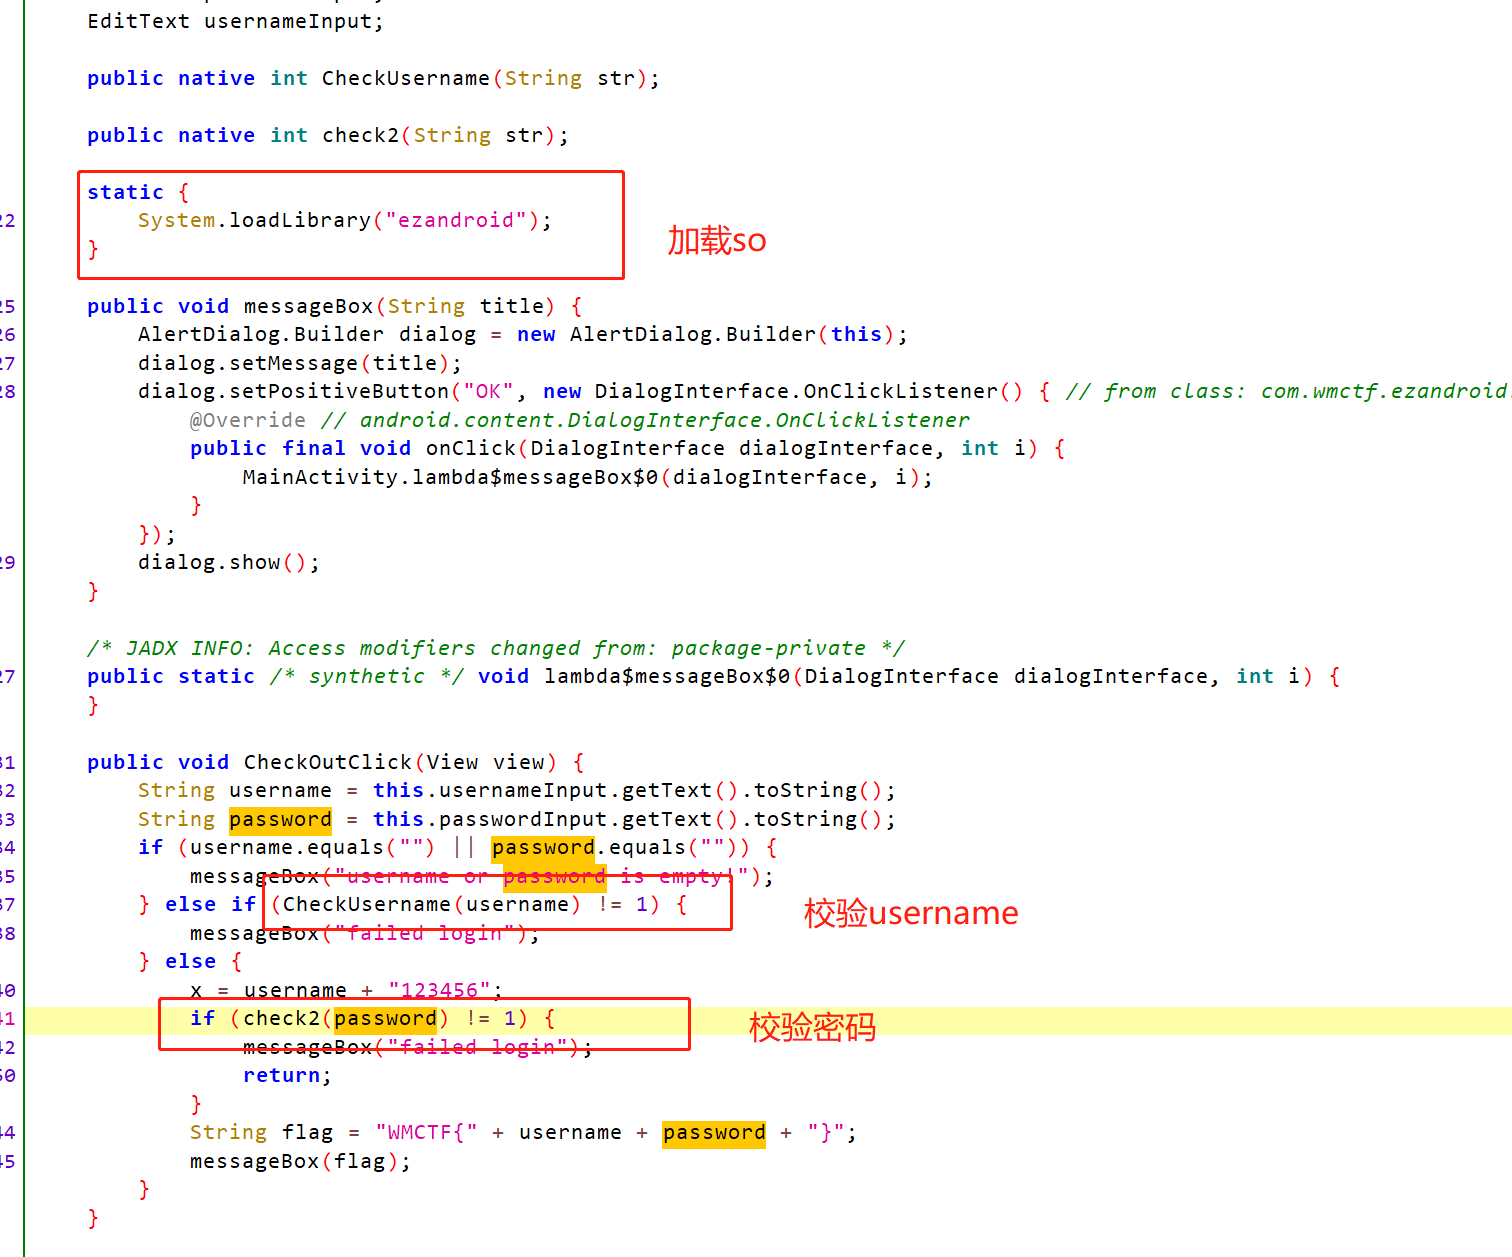 EditText usernameInput;
public native int CheckUsername(String str);
public native int check2(String str);
static {
22 System.loadLibrary("ezandroid");
加载so
}
25 public void messageBox(String title) {
26 AlertDialog.Builder dialog = new AlertDialog.Builder(this);
27 dialog.setMessage(title);
28 dialog.setPositiveButton("OK", new DialogInterface.OnClickListener() { // from class: com.wmctf.ezandroid.
@Override // android.content.DialogInterface.OnClickListener
public final void onClick(DialogInterface dialogInterface, int i) {
MainActivity.lambda$messageBox$0(dialogInterface, i);
}
});
29 dialog.show();
}
/* JADX INFO: Access modifiers changed from: package-private */
27 public static /* synthetic */ void lambda$messageBox$0(DialogInterface dialogInterface, int i) {
}
31 public void CheckOutClick(View view) {
32 String username = this.usernameInput.getText().toString();
33 String password = this.passwordInput.getText().toString();
34 if (username.equals("") || password.equals("")) {
35 messageBox("username or password is empty!");
37 } else if (CheckUsername(username) != 1) {
校验username
38 messageBox("failed login");
} else {
40 x = username + "123456";
41 if (check2(password) != 1) {
校验密码
42 messageBox("failed login");
50 return;
}
44 String flag = "WMCTF{" + username + password + "}";
45 messageBox(flag);
}
}